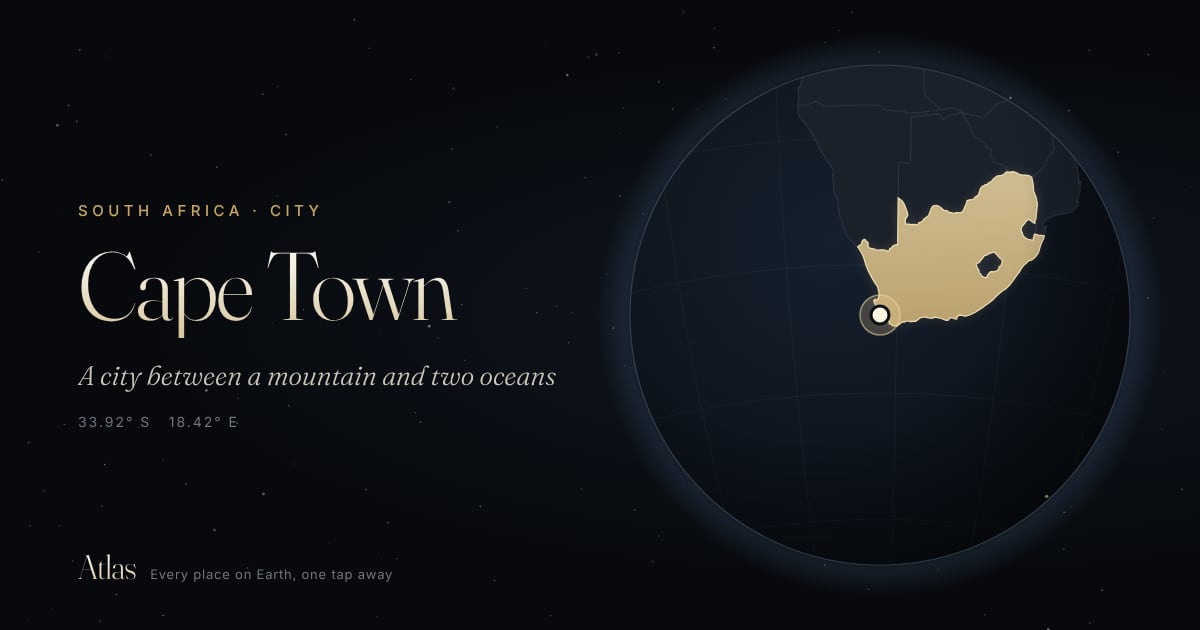 SOUTH AFRICA · CITY
Cape Town
A city between a mountain and two oceans
33.92° S 18.42° E
Atlas Every place on Earth, one tap away